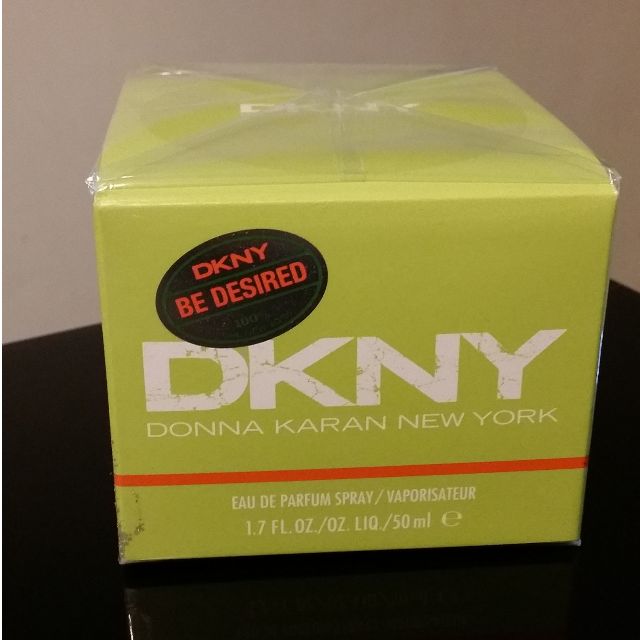 DKNY
DKNY
BE DESIRED
DKNY
DONNA KARAN NEW YORK
EAU DE PARFUM SPRAY/VAPORISATEUR
1.7 FL.OZ./OZ. LIQ./50 ml ℮